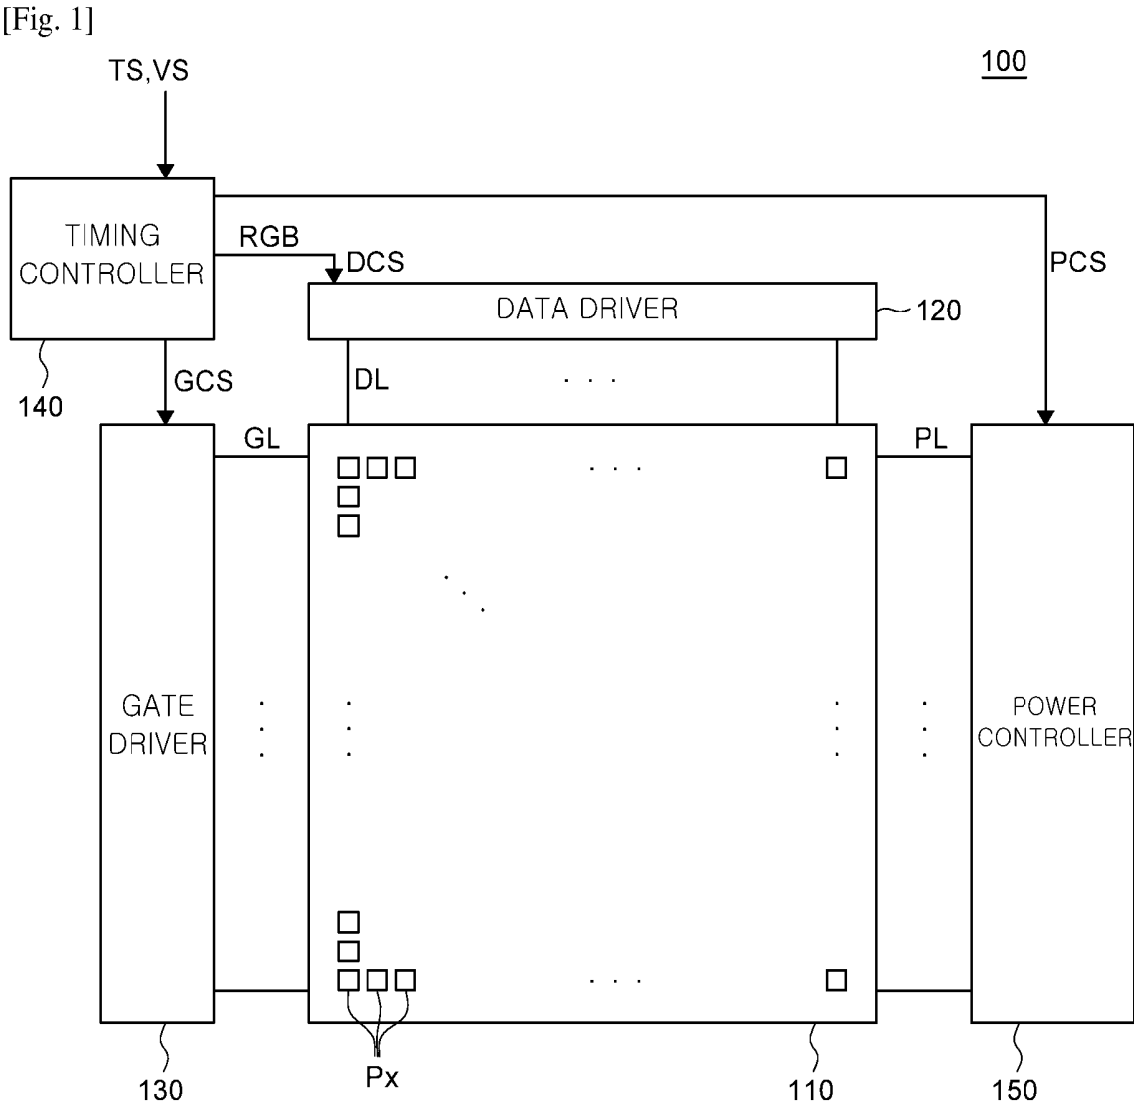 [Fig. 1]
TS,VS
100
TIMING
CONTROLLER
RGB
DCS
PCS
DATA DRIVER
120
140
GCS
DL
. . .
GL
PL
. . .
GATE
DRIVER
POWER
CONTROLLER
. . .
130
Px
110
150